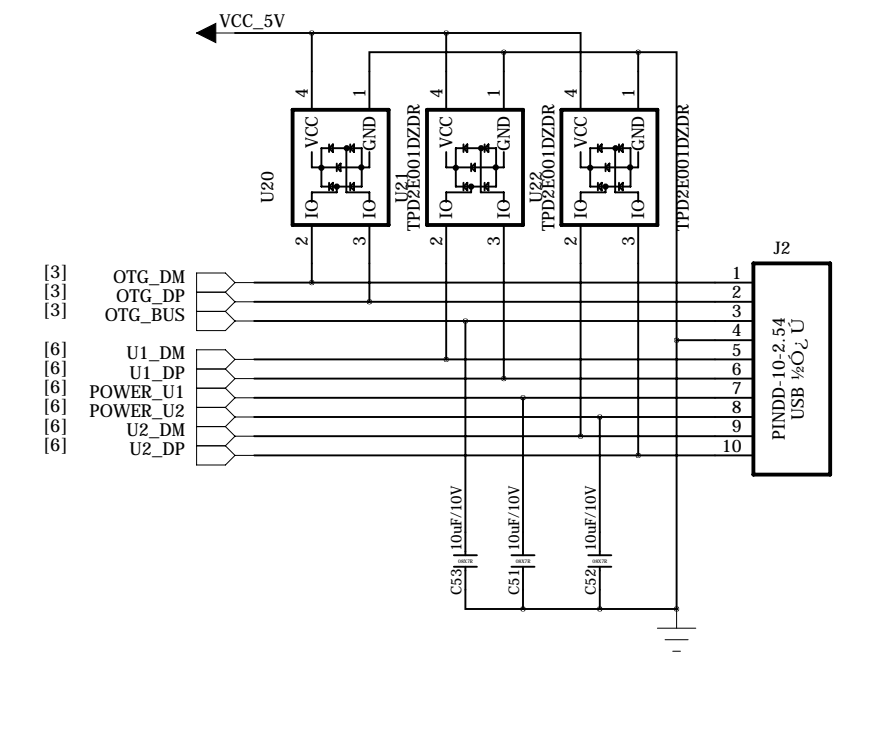 VCC_5V
4
1
4
1
4
1
VCC
GND
VCC
GND
VCC
GND
IO
IO
IO
IO
IO
IO
U20
U21
TPD2E001DZDR
U22
TPD2E001DZDR
TPD2E001DZDR
2
3
2
3
2
3
J2
[3] OTG_DM 1
[3] OTG_DP 2
[3] OTG_BUS 3
4
[6] U1_DM 5
[6] U1_DP 6
[6] POWER_U1 7
[6] POWER_U2 8
[6] U2_DM 9
[6] U2_DP 10
PINDD-10-2.54
USB ½Ó¿ Ú
C53 10uF/10V
C51 10uF/10V
C52 10uF/10V